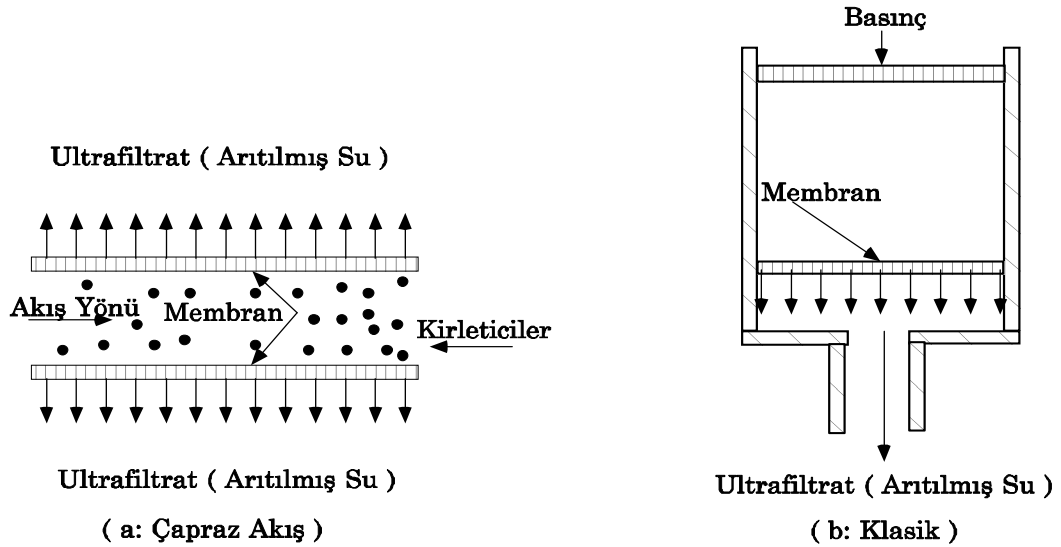 Ultrafiltrat ( Arıtılmış Su )
Akış Yönü
Membran
Kirleticiler
Ultrafiltrat ( Arıtılmış Su )
( a: Çapraz Akış )
Basınç
Membran
Ultrafiltrat ( Arıtılmış Su )
( b: Klasik )